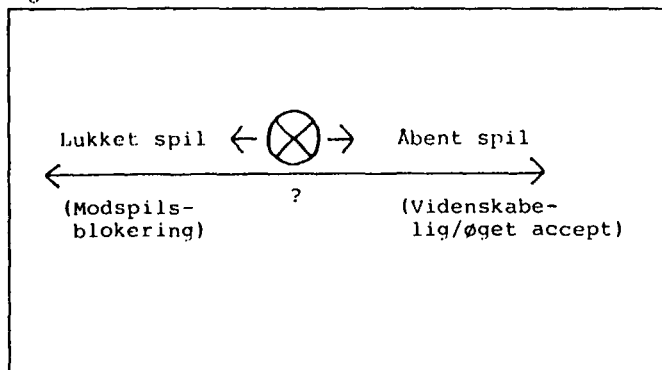 Lukket spil
Åbent spil
?
(Modspils-
blokering)
(Videnskabe-
lig/øget accept)